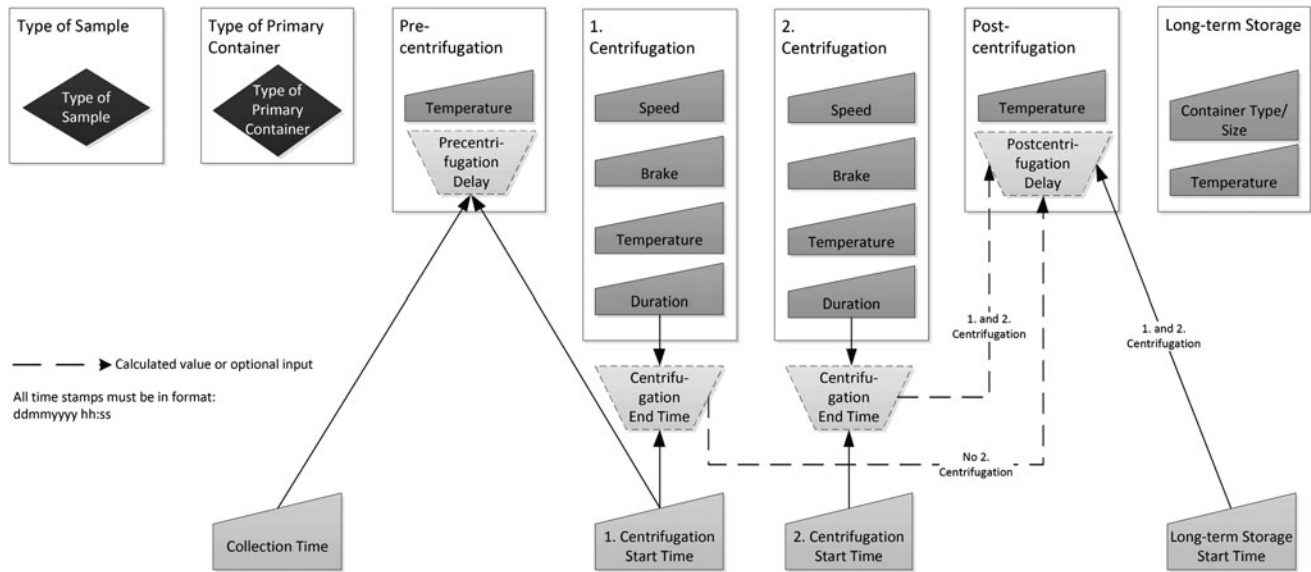 Type of Sample
Type of
Sample
Type of Primary
Container
Type of
Primary
Container
Pre-
centrifugation
Temperature
Precentri-
fugation
Delay
1.
Centrifugation
Speed
Brake
Temperature
Duration
2.
Centrifugation
Speed
Brake
Temperature
Duration
Post-
centrifugation
Temperature
Postcentri-
fugation
Delay
Long-term Storage
Container Type/
Size
Temperature
1. and 2.
Centrifugation
1. and 2.
Centrifugation
Calculated value or optional input
All time stamps must be in format:
ddmmyyyy hh:ss
Centrifu-
gation
End Time
Centrifu-
gation
End Time
No 2.
Centrifugation
Collection Time
1. Centrifugation
Start Time
2. Centrifugation
Start Time
Long-term Storage
Start Time